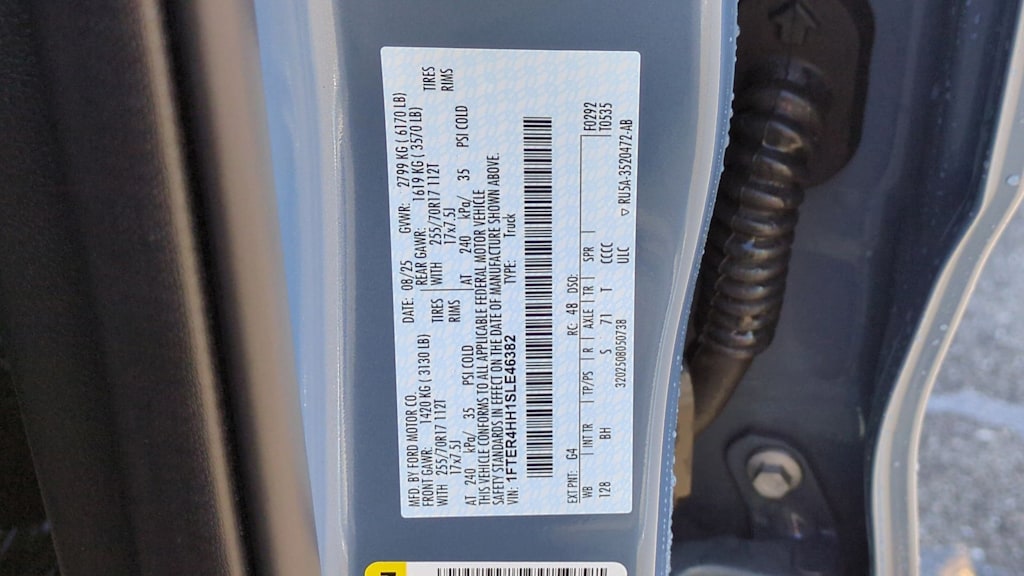 MFD. BY FORD MOTOR CO. DATE: 08/25 GVWR: 2799 KG ( 6170 LB)
FRONT GAWR: 1420 KG ( 3130 LB) REAR GAWR: 1619 KG ( 3570 LB)
WITH 255/70R17 112T TIRES WITH 255/70R17 112T TIRES
17x7.5J RIMS 17x7.5J RIMS
AT 240 kPa/ 35 PSI COLD AT 240 kPa/ 35 PSI COLD
THIS VEHICLE CONFORMS TO ALL APPLICABLE FEDERAL MOTOR VEHICLE
SAFETY STANDARDS IN EFFECT ON THE DATE OF MANUFACTURE SHOWN ABOVE.
VIN: 1FTER4HH1SLE46382 TYPE: Truck
EXT PNT: G4 RC: 48 DSO: F0292
WB INT TR TP/PS R AXLE TR SPR T0535
128 BH S 71 T CCCC
3202508050738 ULC RU5A-3520472-AB